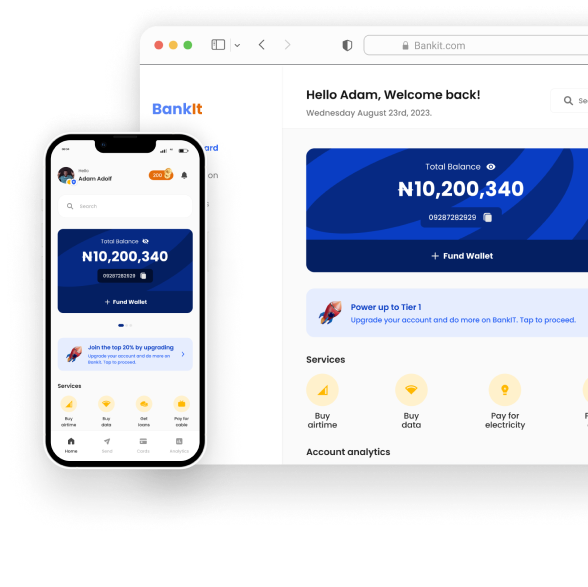 Bankit.com
BankIt
Hello Adam, Welcome back!
Wednesday August 23rd, 2023.
ard
on
Total Balance
₦10,200,340
09287282929
+ Fund Wallet
Power up to Tier 1
Upgrade your account and do more on BankIT. Tap to proceed.
Services
Buy
airtime
Buy
data
Pay for
electricity
Account analytics
Hello
Adam Adolf
200
Search
Total Balance
₦10,200,340
09287282929
+ Fund Wallet
Join the top 20% by upgrading
Upgrade your account and do more on
BankIt. Tap to proceed.
Services
Buy
airtime
Buy
data
Get
loans
Pay for
cable
Home
Send
Cards
Analytics